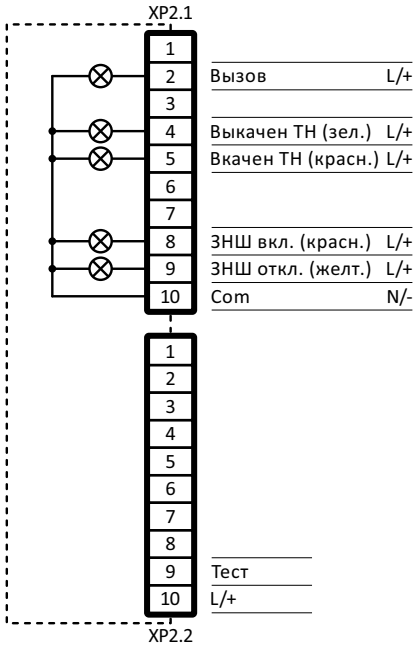 XP2.1
1
2 Вызов L/+
3
4 Выкачен ТН (зел.) L/+
5 Вкачен ТН (красн.) L/+
6
7
8 ЗНШ вкл. (красн.) L/+
9 ЗНШ откл. (желт.) L/+
10 Com N/-
1
2
3
4
5
6
7
8
9 Тест
10 L/+
XP2.2